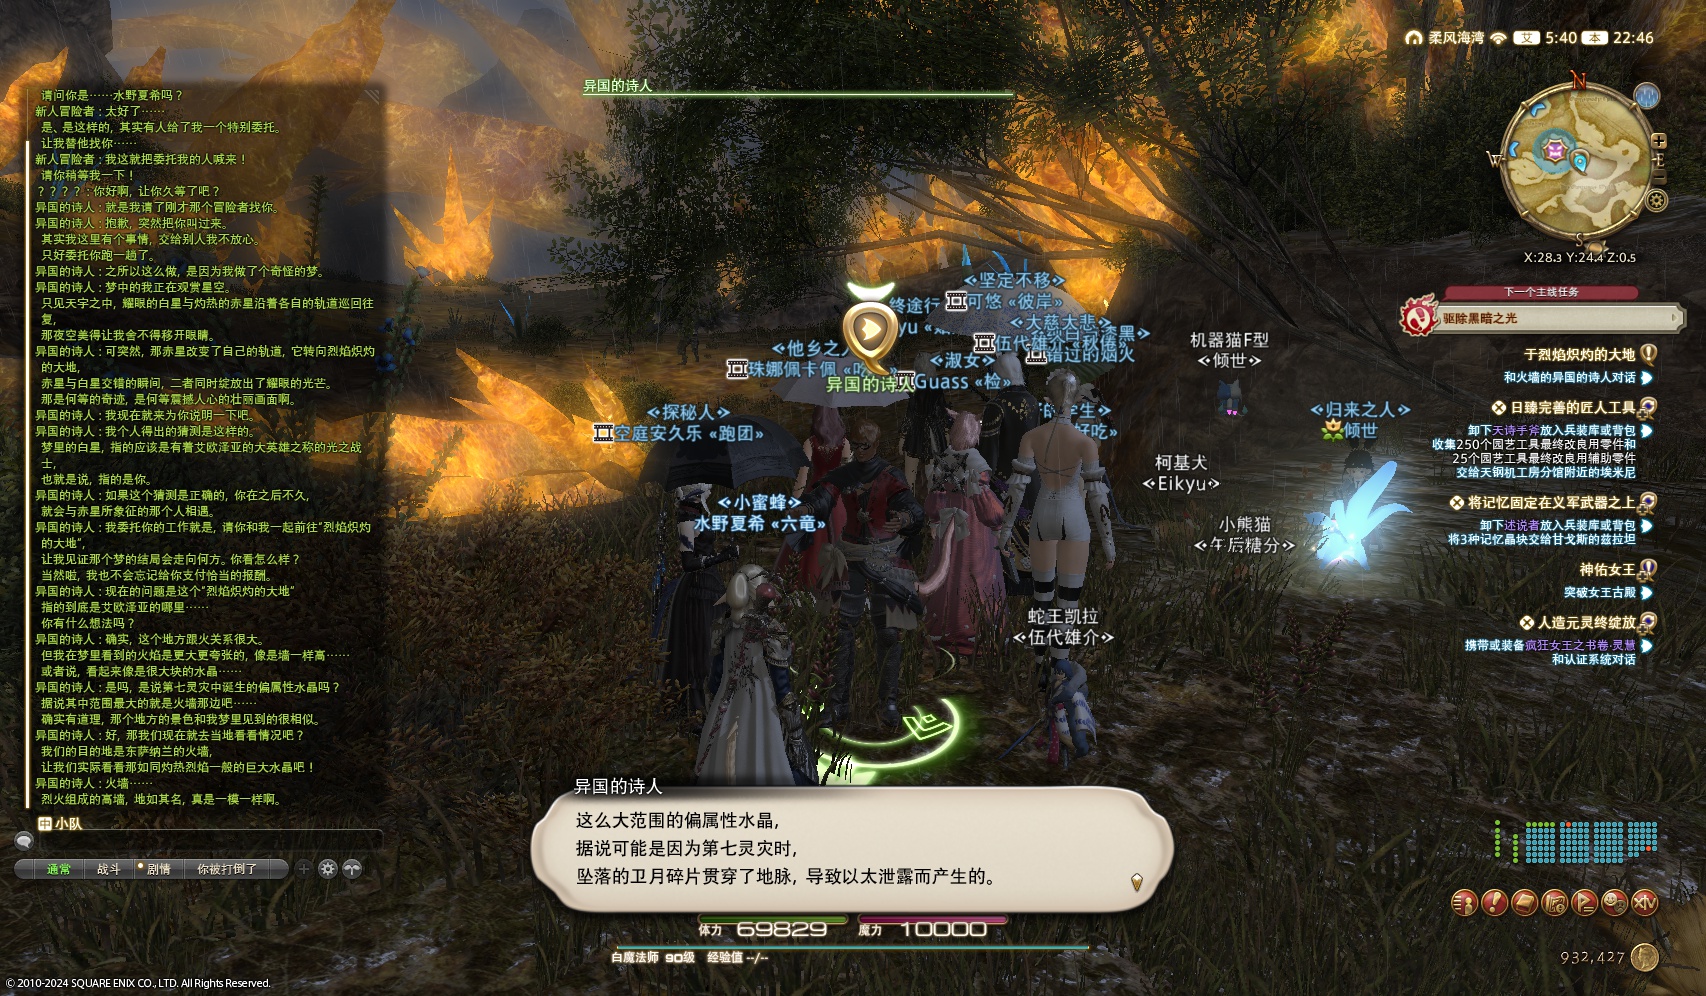 请问你是……水野夏希吗？
新人冒险者：太好了……
是、是这样的，其实有人给了我一个特别委托。
让我替他找你……
新人冒险者：我这就把委托我的人喊来！
请你稍等我一下！
？？？？：你好啊，让你久等了吧？
异国的诗人：就是我请了刚才那个冒险者找你。
异国的诗人：抱歉，突然把你叫过来。
其实我这里有个事情，交给别人我不放心。
只好委托你跑一趟了。
异国的诗人：之所以这么做，是因为我做了个奇怪的梦。
异国的诗人：梦中的我正在观赏星空。
只见天宇之中，耀眼的白星与灼热的赤星沿着各自的轨道巡回往
复，
那夜空美得让我舍不得移开眼睛。
异国的诗人：可突然，那赤星改变了自己的轨道，它转向烈焰炽灼
的大地，
赤星与白星交错的瞬间，二者同时绽放出了耀眼的光芒。
那是何等的奇迹，是何等震撼人心的壮丽画面啊。
异国的诗人：我现在就来为你说明一下吧。
异国的诗人：我个人得出的猜测是这样的。
梦里的白星，指的应该是有着艾欧泽亚的大英雄之称的光之战
士，
也就是说，指的是你。
异国的诗人：如果这个猜测是正确的，你在之后不久，
就会与赤星所象征的那个人相遇。
异国的诗人：我委托你的工作就是，请你和我一起前往“烈焰炽灼
的大地”，
让我见证那个梦的结局会走向何方。你看怎么样？
当然啦，我也不会忘记给你支付恰当的报酬。
异国的诗人：现在的问题是这个“烈焰炽灼的大地”
指的到底是艾欧泽亚的哪里……
你有什么想法吗？
异国的诗人：确实，这个地方跟火关系很大。
但我在梦里看到的火焰是更大更夸张的，像是墙一样高……
或者说，看起来像是很大块的水晶……
异国的诗人：是吗，是说第七灵灾中诞生的偏属性水晶吗？
据说其中范围最大的就是火墙那边吧……
确实有道理，那个地方的景色和我梦里见到的很相似。
异国的诗人：好，那我们现在就去当地看看情况吧？
我们的目的地是东萨纳兰的火墙，
让我们实际看看那如同灼热烈焰一般的巨大水晶吧！
异国的诗人：火墙……
烈火组成的高墙，地如其名，真是一模一样啊。
小队
通常 战斗 剧情 你被打倒了
异国的诗人
柔风海湾 艾 5:40 本 22:46
N
W
E
S
X:28.3 Y:24.4 Z:0.5
下一个主线任务
驱除黑暗之光
于烈焰炽灼的大地
和火墙的异国的诗人对话
日臻完善的匠人工具
卸下天诗手斧放入兵装库或背包
收集250个园艺工具最终改良用零件和
25个园艺工具最终改良用辅助零件
交给天钢机工房分馆附近的埃米尼
将记忆固定在义军武器之上
卸下述说者放入兵装库或背包
将3种记忆晶块交给甘戈斯的兹拉坦
神佑女王
突破女王古殿
人造元灵终绽放
携带或装备疯狂女王之书卷·灵慧
和认证系统对话
«坚定不移»
可悠 «彼岸»
终途行
«大慈大悲»
伍代雄介
漆黑»
错过的烟火
«他乡之人
珠娜佩卡佩 «吃
«淑女»
Guass «检»
异国的诗人
«探秘人»
空庭安久乐 «跑团»
«小蜜蜂»
水野夏希 «六竜»
好吃»
机器猫F型
«倾世»
«归来之人»
倾世
柯基犬
«Eikyu»
小熊猫
«午后糖分»
蛇王凯拉
«伍代雄介»
异国的诗人
这么大范围的偏属性水晶，
据说可能是因为第七灵灾时，
坠落的卫月碎片贯穿了地脉，导致以太泄露而产生的。
体力 69829 魔力 10000
白魔法师 90级 经验值 --/--
932,427
© 2010-2024 SQUARE ENIX CO., LTD. All Rights Reserved.